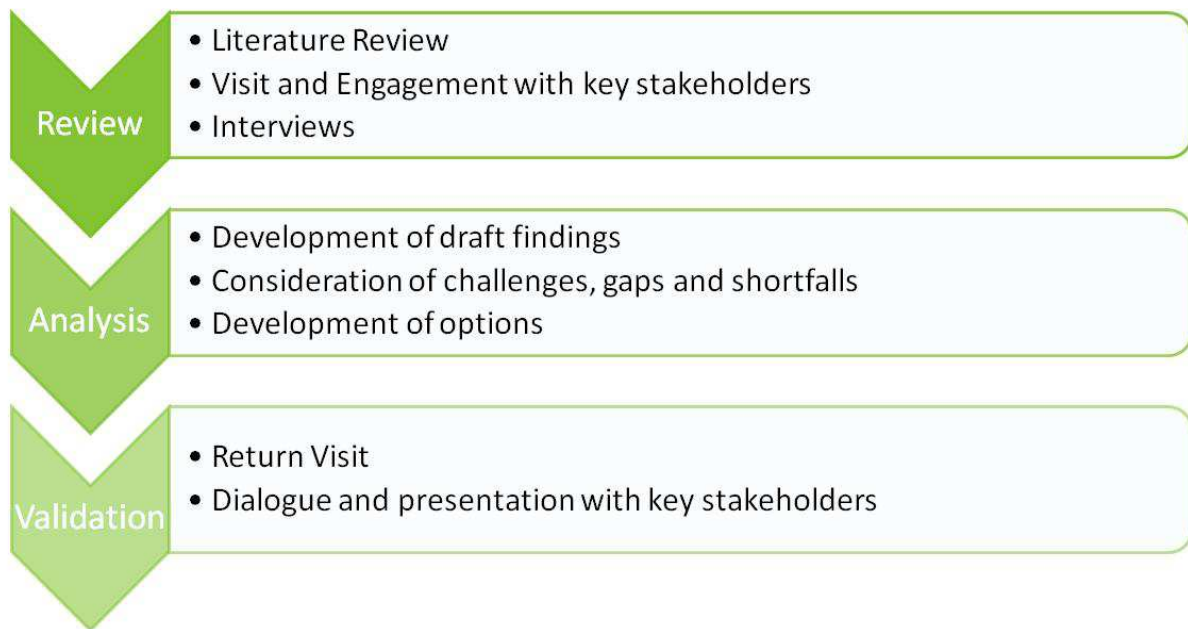 Review
• Literature Review
• Visit and Engagement with key stakeholders
• Interviews
Analysis
• Development of draft findings
• Consideration of challenges, gaps and shortfalls
• Development of options
Validation
• Return Visit
• Dialogue and presentation with key stakeholders